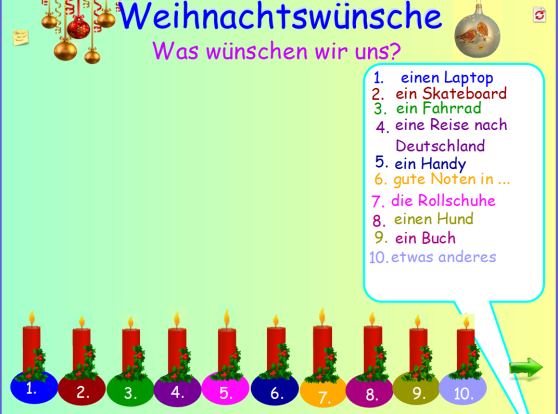 Weihnachtswünsche
Was wünschen wir uns?
1. einen Laptop
2. ein Skateboard
3. ein Fahrrad
4. eine Reise nach
Deutschland
5. ein Handy
6. gute Noten in ...
7. die Rollschuhe
8. einen Hund
9. ein Buch
10. etwas anderes
1. 2. 3. 4. 5. 6. 7. 8. 9. 10.